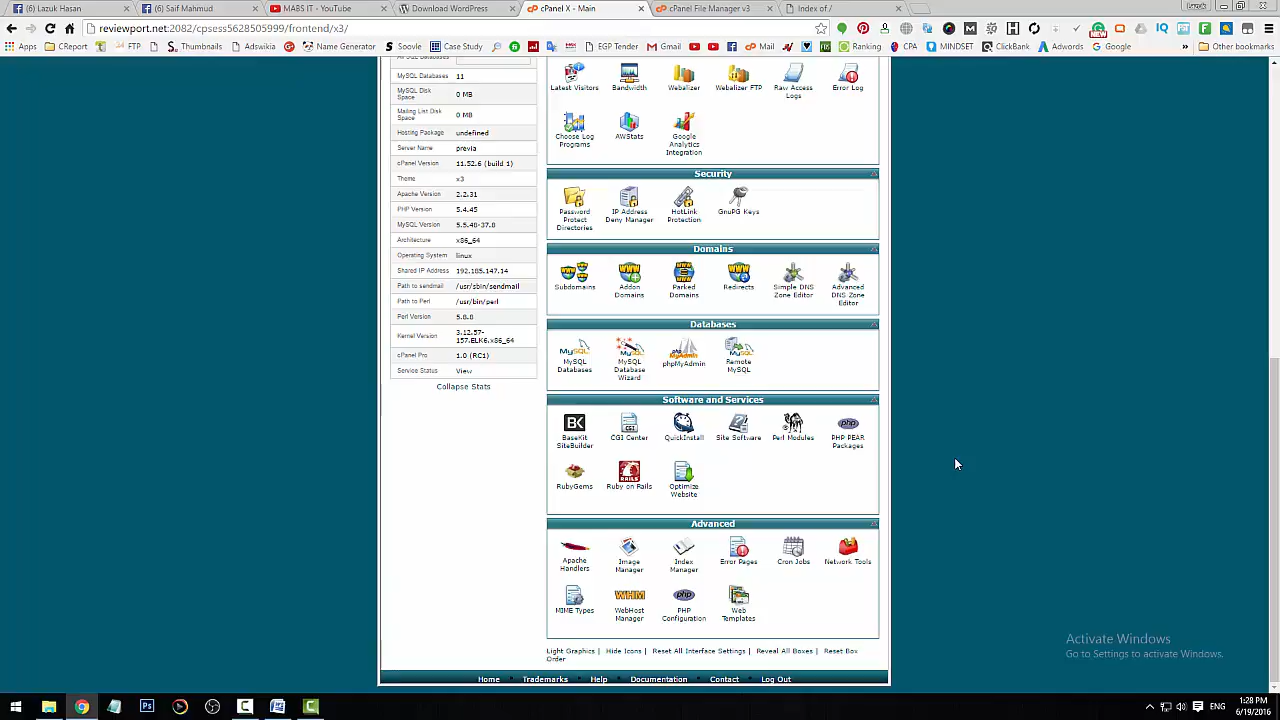 (6) Lazuk Hasan
(6) Saif Mahmud
MABS IT - YouTube
Download WordPress
cPanel X - Main
cPanel File Manager v3
Index of /
reviewport.net:2082/cpsess5628505999/frontend/x3/
Apps
CReport
FTP
Thumbnails
Adswikia
Name Generator
5dovile
Case Study
EGP Tender
Gmail
Mail
Ranking
CPA
MINDSET
ClickBank
Adwords
Google
Other bookmarks
MySQL Databases 11
MySQL Disk Space 0 MB
Mailing List Disk Space 0 MB
Hosting Package undefined
Server Name previa
cPanel Version 11.52.6 (build 1)
Theme x3
Apache Version 2.2.31
PHP Version 5.4.45
MySQL Version 5.5.48-37.8
Architecture x86_64
Operating System linux
Shared IP Address 192.185.147.14
Path to sendmail /usr/sbin/sendmail
Path to Perl /usr/bin/perl
Perl Version 5.8.8
Kernel Version 3.12.57-157.ELK6.x86_64
cPanel Pro 1.0 (RC1)
Service Status View
Collapse Stats
Latest Visitors
Bandwidth
Webalizer
Webalizer FTP
Raw Access Logs
Error Log
Choose Log Programs
AWStats
Google Analytics Integration
Security
Password Protect Directories
IP Address Deny Manager
HotLink Protection
GnuPG Keys
Domains
Subdomains
Addon Domains
Parked Domains
Redirects
Simple DNS Zone Editor
Advanced DNS Zone Editor
Databases
MySQL Databases
MySQL Database Wizard
phpMyAdmin
Remote MySQL
Software and Services
BaseKit SiteBuilder
CGI Center
QuickInstall
Site Software
Perl Modules
PHP PEAR Packages
RubyGems
Ruby on Rails
Optimize Website
Advanced
Apache Handlers
Image Manager
Index Manager
Error Pages
Cron Jobs
Network Tools
MIME Types
WebHost Manager
PHP Configuration
Web Templates
Light Graphics | Hide Icons | Reset All Interface Settings | Reveal All Boxes | Reset Box
Order
Home
Trademarks
Help
Documentation
Contact
Log Out
Activate Windows
Go to Settings to activate Windows.
ENG
1:28 PM
6/19/2016